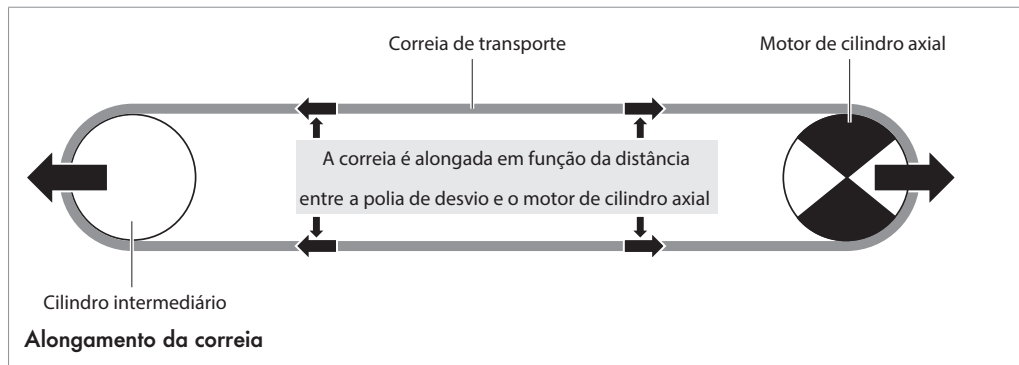 Correia de transporte
Motor de cilindro axial
A correia é alongada em função da distância
entre a polia de desvio e o motor de cilindro axial
Cilindro intermediário
Alongamento da correia